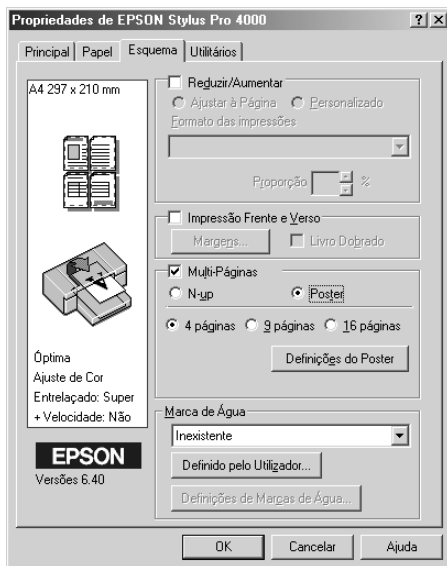 Propriedades de EPSON Stylus Pro 4000
Principal Papel Esquema Utilitários
A4 297 x 210 mm
Reduzir/Aumentar
Ajustar à Página Personalizado
Formato das impressões
Proporção %
Impressão Frente e Verso
Margens... Livro Dobrado
Multi-Páginas
N-up Poster
4 páginas 9 páginas 16 páginas
Definições do Poster
Óptima
Ajuste de Cor
Entrelaçado: Super
+ Velocidade: Não
EPSON
Versões 6.40
Marca de Água
Inexistente
Definido pelo Utilizador...
Definições de Marcas de Água...
OK Cancelar Ajuda